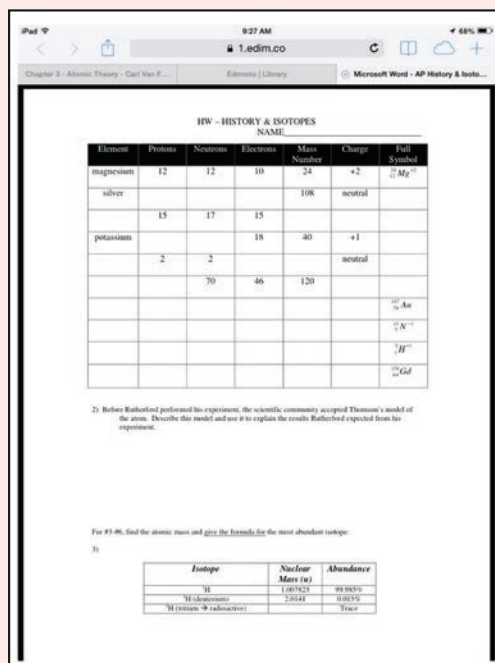 iPad 9:27 AM 68%
1.edim.co
Chapter 3 - Atomic Theory - Carl Van F... Edmodo | Library Microsoft Word - AP History & Isoto...
HW – HISTORY & ISOTOPES
NAME
Element Protons Neutrons Electrons Mass Number Charge Full Symbol
magnesium 12 12 10 24 +2 ²⁴₁₂Mg⁺²
silver 108 neutral
15 17 15
potassium 18 40 +1
2 2 neutral
70 46 120
Au
N
H
Gd
2) Before Rutherford performed his experiment, the scientific community accepted Thomson's model of
the atom. Describe this model and use it to explain the results Rutherford expected from his
experiment.
For #3-#6, find the atomic mass and give the formula for the most abundant isotope:
3)
Isotope Nuclear Mass (u) Abundance
¹H 1.007825 99.985%
²H (deuterium) 2.0141 0.015%
³H (tritium → radioactive) Trace